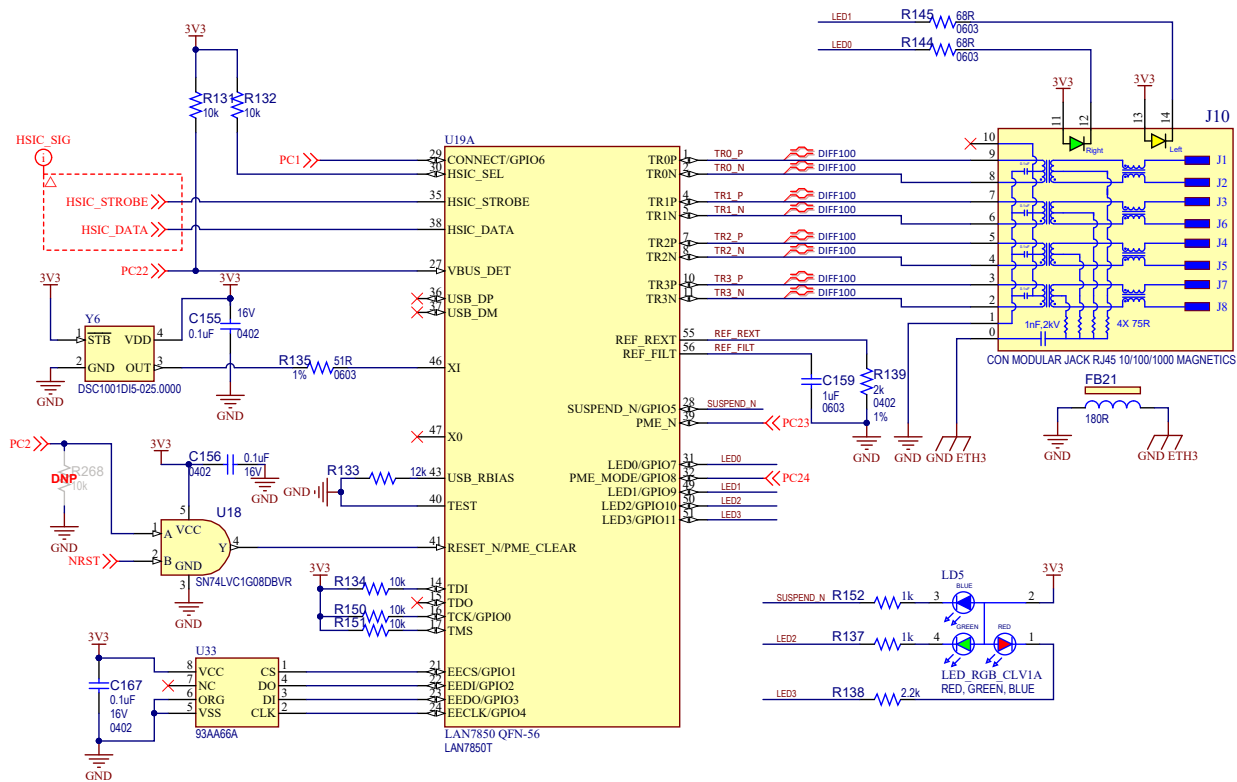 LED1
R145
68R
0603
LED0
R144
68R
0603
3V3
3V3
3V3
J10
R131
10k
R132
10k
11
12
13
14
Right
Left
HSIC_SIG
i
U19A
PC1
29
CONNECT/GPIO6
30
HSIC_SEL
HSIC_STROBE
35
HSIC_STROBE
HSIC_DATA
38
HSIC_DATA
PC22
27
VBUS_DET
36
USB_DP
37
USB_DM
TR0P
1
TR0_P
DIFF100
TR0N
2
TR0_N
DIFF100
TR1P
4
TR1_P
DIFF100
TR1N
5
TR1_N
DIFF100
TR2P
7
TR2_P
DIFF100
TR2N
8
TR2_N
DIFF100
TR3P
10
TR3_P
DIFF100
TR3N
11
TR3_N
DIFF100
10
9
8
7
6
5
4
3
2
1
0
J1
J2
J3
J6
J4
J5
J7
J8
1nF,2kV
4X 75R
CON MODULAR JACK RJ45 10/100/1000 MAGNETICS
3V3
3V3
Y6
1
STB
VDD
4
2
GND
OUT
3
DSC1001DI5-025.0000
GND
C155
0.1uF
16V
0402
GND
R135
1%
51R
0603
46
XI
47
X0
REF_REXT
55
REF_REXT
REF_FILT
56
REF_FILT
C159
1uF
0603
R139
2k
0402
1%
GND
GND
GND ETH3
FB21
180R
GND
GND ETH3
SUSPEND_N/GPIO5
28
SUSPEND_N
PME_N
39
PC23
LED0/GPIO7
31
LED0
PME_MODE/GPIO8
32
PC24
LED1/GPIO9
49
LED1
LED2/GPIO10
50
LED2
LED3/GPIO11
51
LED3
PC2
3V3
C156
0402
0.1uF
16V
GND
R268
DNP
10k
GND
GND
R133
12k
43
USB_RBIAS
40
TEST
U18
5
VCC
1
A
2
B
Y
4
GND
3
NRST
SN74LVC1G08DBVR
GND
41
RESET_N/PME_CLEAR
3V3
R134
10k
14
TDI
15
TDO
R150
10k
16
TCK/GPIO0
R151
10k
17
TMS
3V3
C167
0.1uF
16V
0402
GND
U33
8
VCC
CS
1
7
NC
DO
4
6
ORG
DI
3
5
VSS
CLK
2
93AA66A
21
EECS/GPIO1
22
EEDI/GPIO2
23
EEDO/GPIO3
24
EECLK/GPIO4
LAN7850 QFN-56
LAN7850T
SUSPEND_N
R152
1k
3
LD5
BLUE
2
3V3
LED2
R137
1k
4
GREEN
RED
1
LED_RGB_CLV1A
RED, GREEN, BLUE
LED3
R138
2.2k